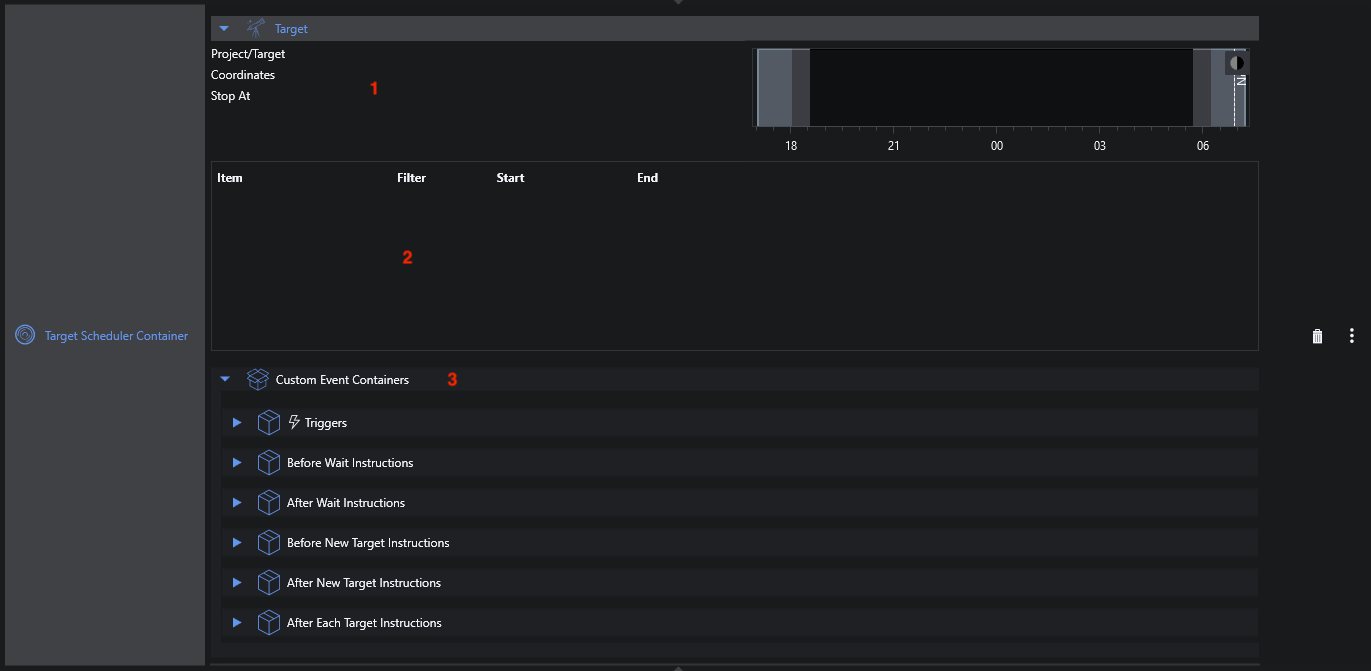 Target
Project/Target
Coordinates
Stop At
1
N
18 21 00 03 06
Item Filter Start End
2
Target Scheduler Container
Custom Event Containers 3
Triggers
Before Wait Instructions
After Wait Instructions
Before New Target Instructions
After New Target Instructions
After Each Target Instructions